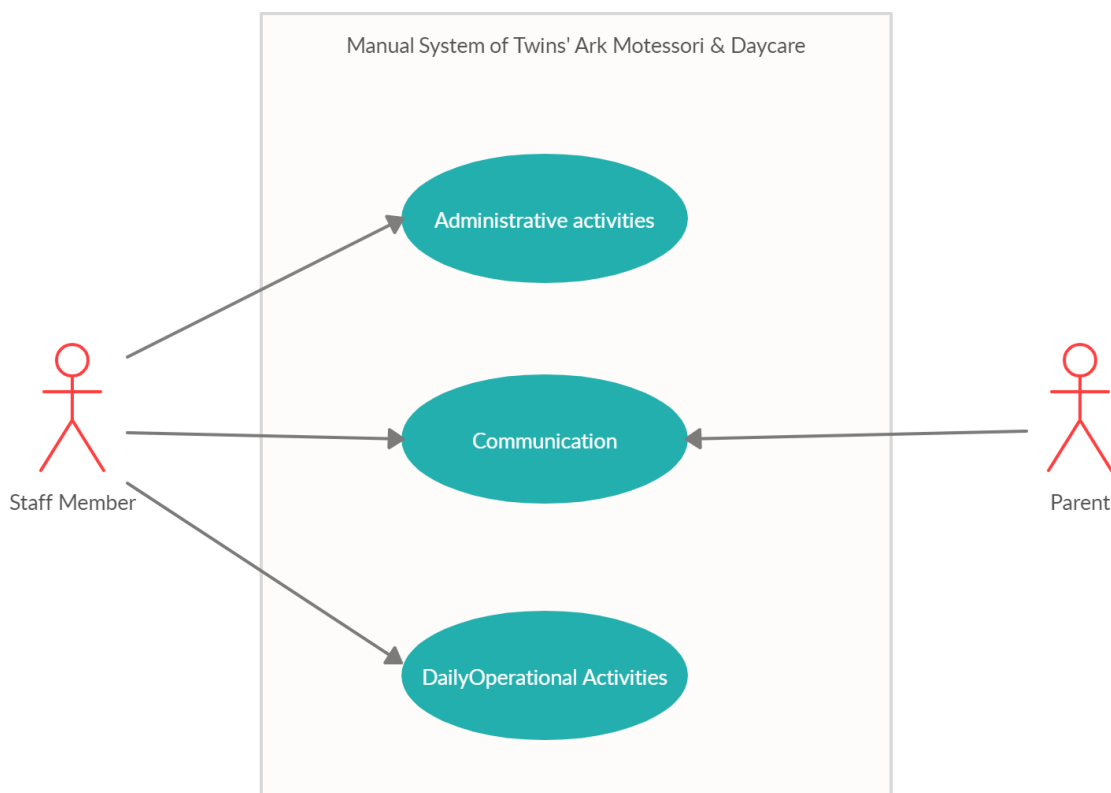 Manual System of Twins' Ark Motessori & Daycare
Administrative activities
Communication
Staff Member
Parent
DailyOperational Activities